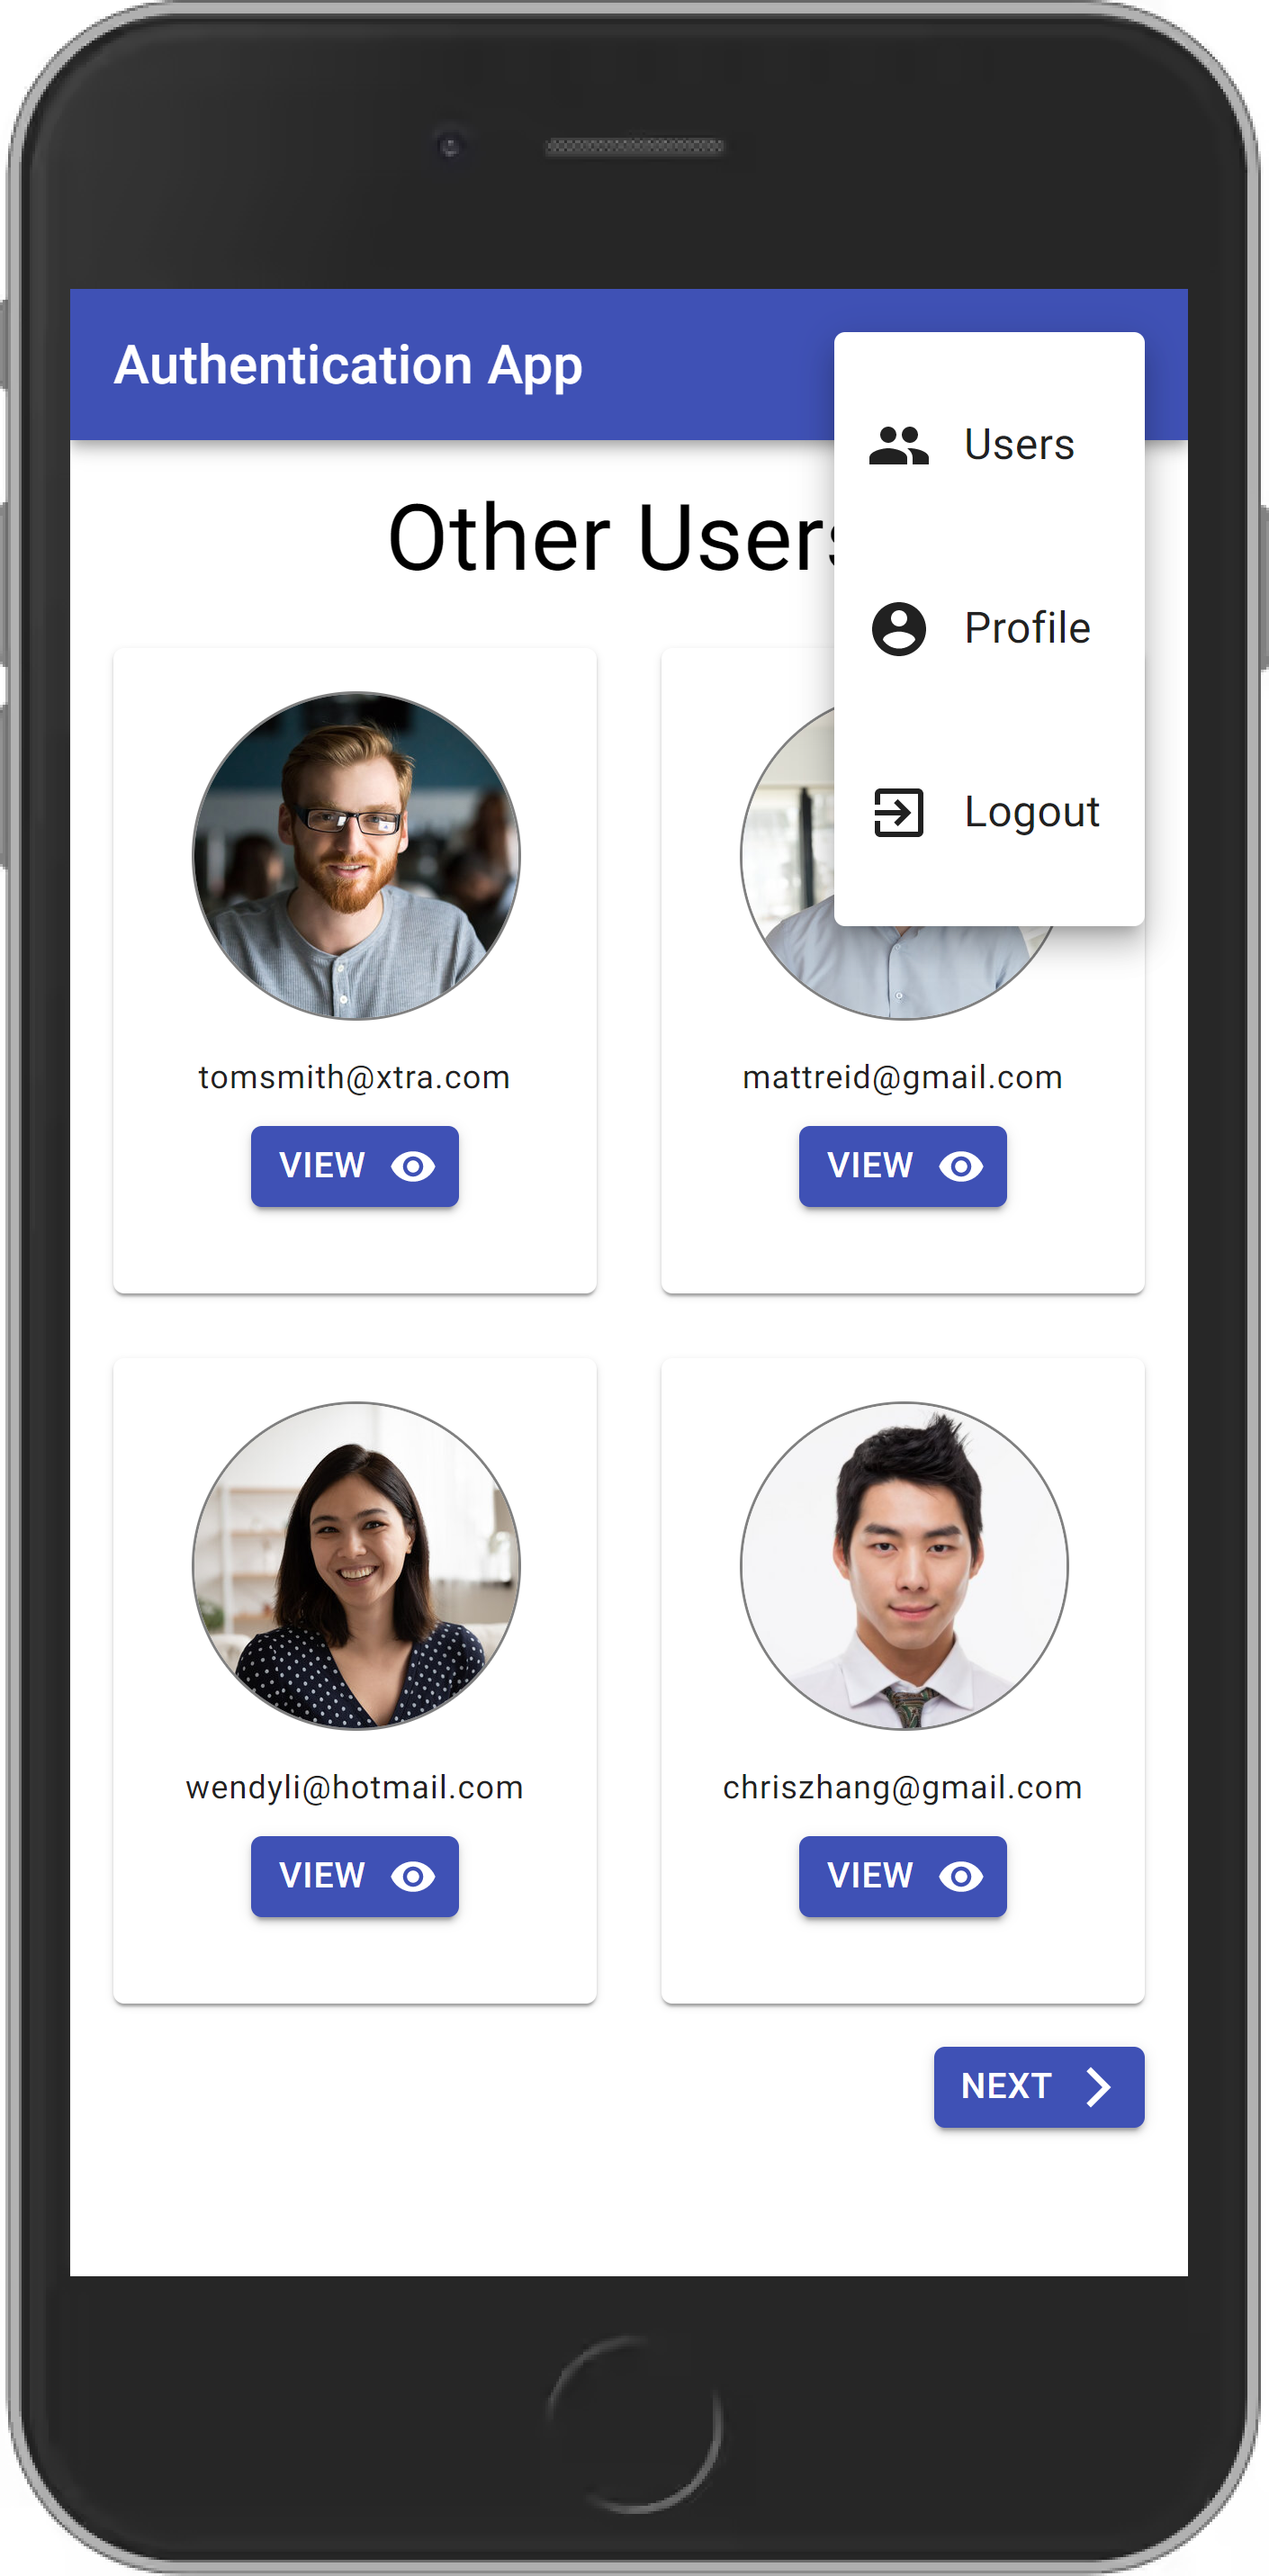 Authentication App
Users
Other Users
Profile
Logout
tomsmith@xtra.com
mattreid@gmail.com
VIEW
VIEW
wendyli@hotmail.com
chriszhang@gmail.com
VIEW
VIEW
NEXT